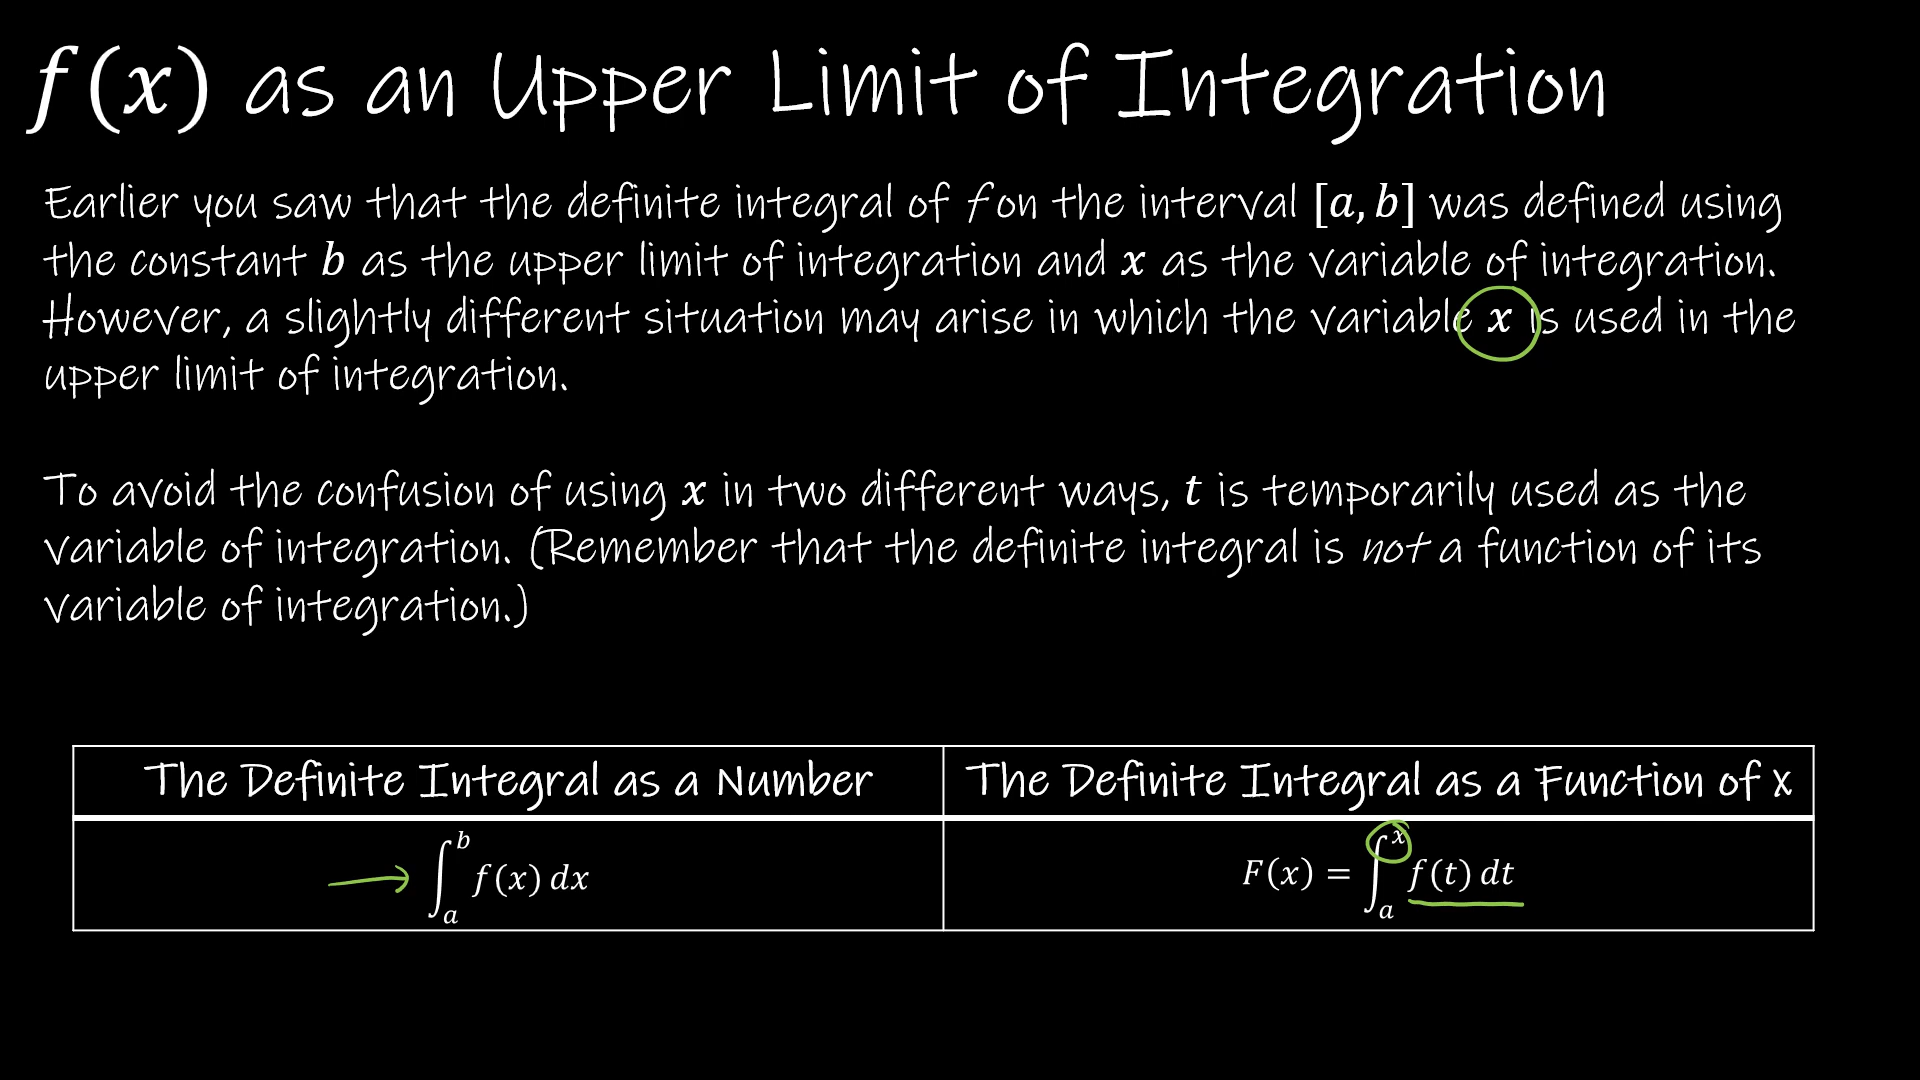 f(x) as an Upper Limit of Integration
Earlier you saw that the definite integral of f on the interval [a, b] was defined using
the constant b as the upper limit of integration and x as the variable of integration.
However, a slightly different situation may arise in which the variable x is used in the
upper limit of integration.
To avoid the confusion of using x in two different ways, t is temporarily used as the
variable of integration. (Remember that the definite integral is not a function of its
variable of integration.)
The Definite Integral as a Number
The Definite Integral as a Function of x
∫_a^b f(x) dx
F(x) = ∫_a^x f(t) dt